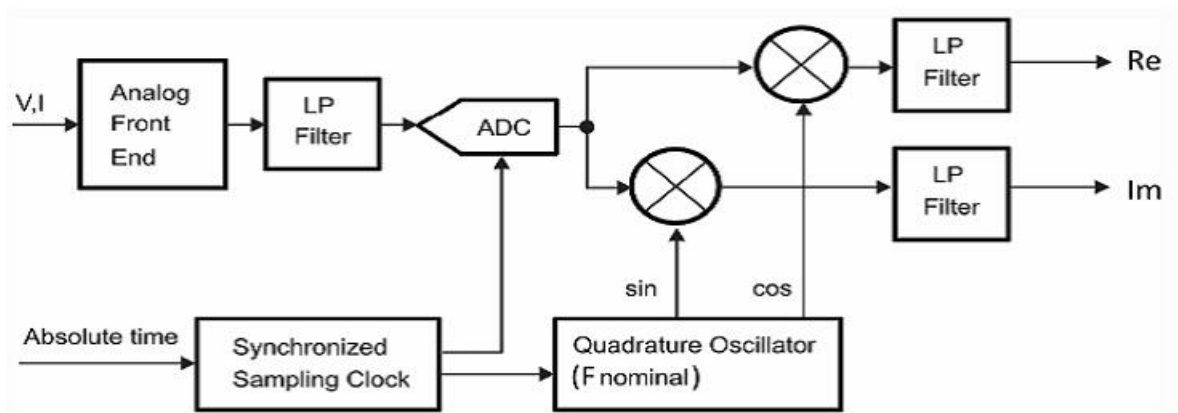 V,I
Analog
Front
End
LP
Filter
ADC
LP
Filter
Re
LP
Filter
Im
sin
cos
Absolute time
Synchronized
Sampling Clock
Quadrature Oscillator
(Fnominal)